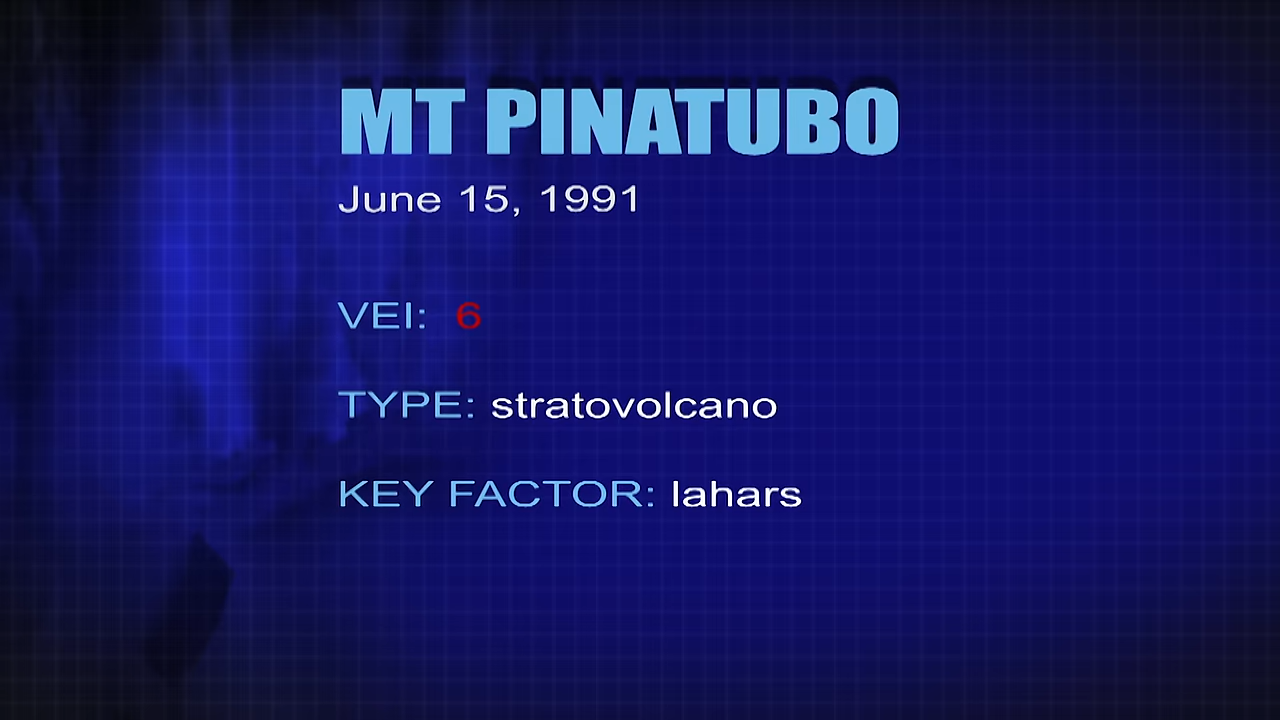 MT PINATUBO
June 15, 1991
VEI: 6
TYPE: stratovolcano
KEY FACTOR: lahars